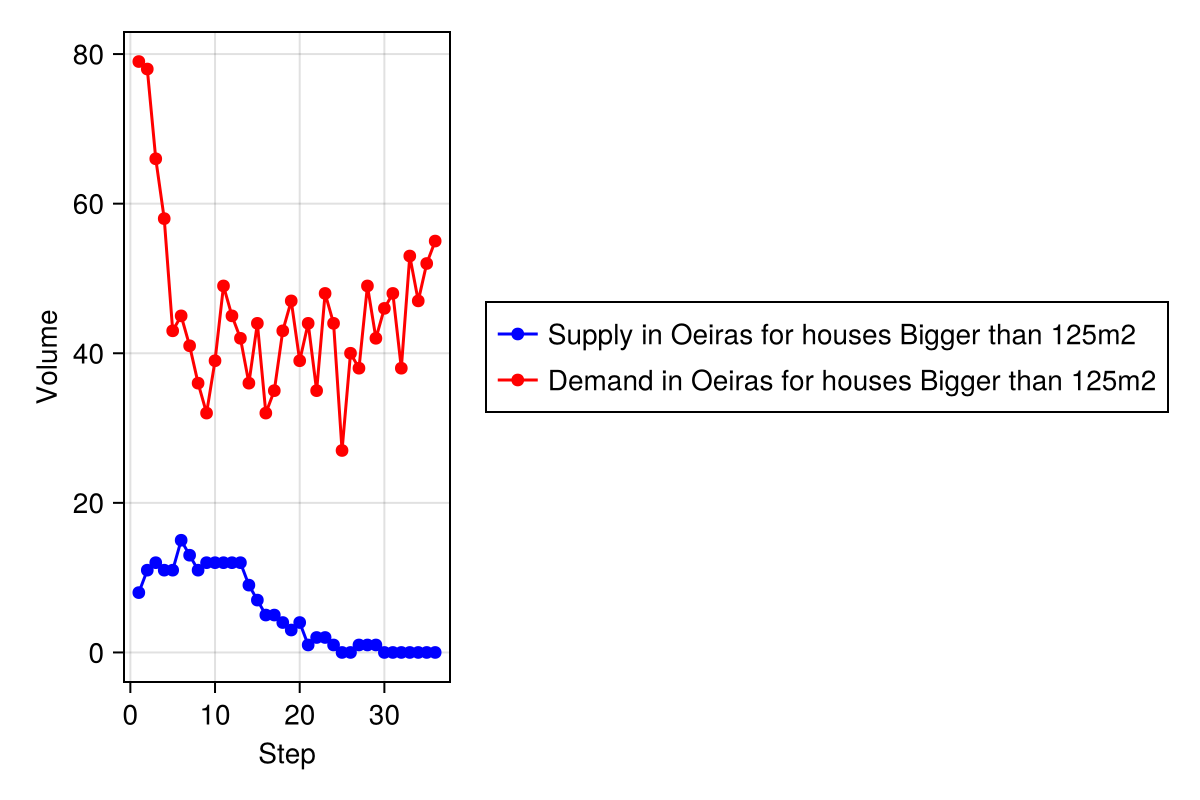 80
60
40
20
0
Volume
0 10 20 30
Step
Supply in Oeiras for houses Bigger than 125m2
Demand in Oeiras for houses Bigger than 125m2